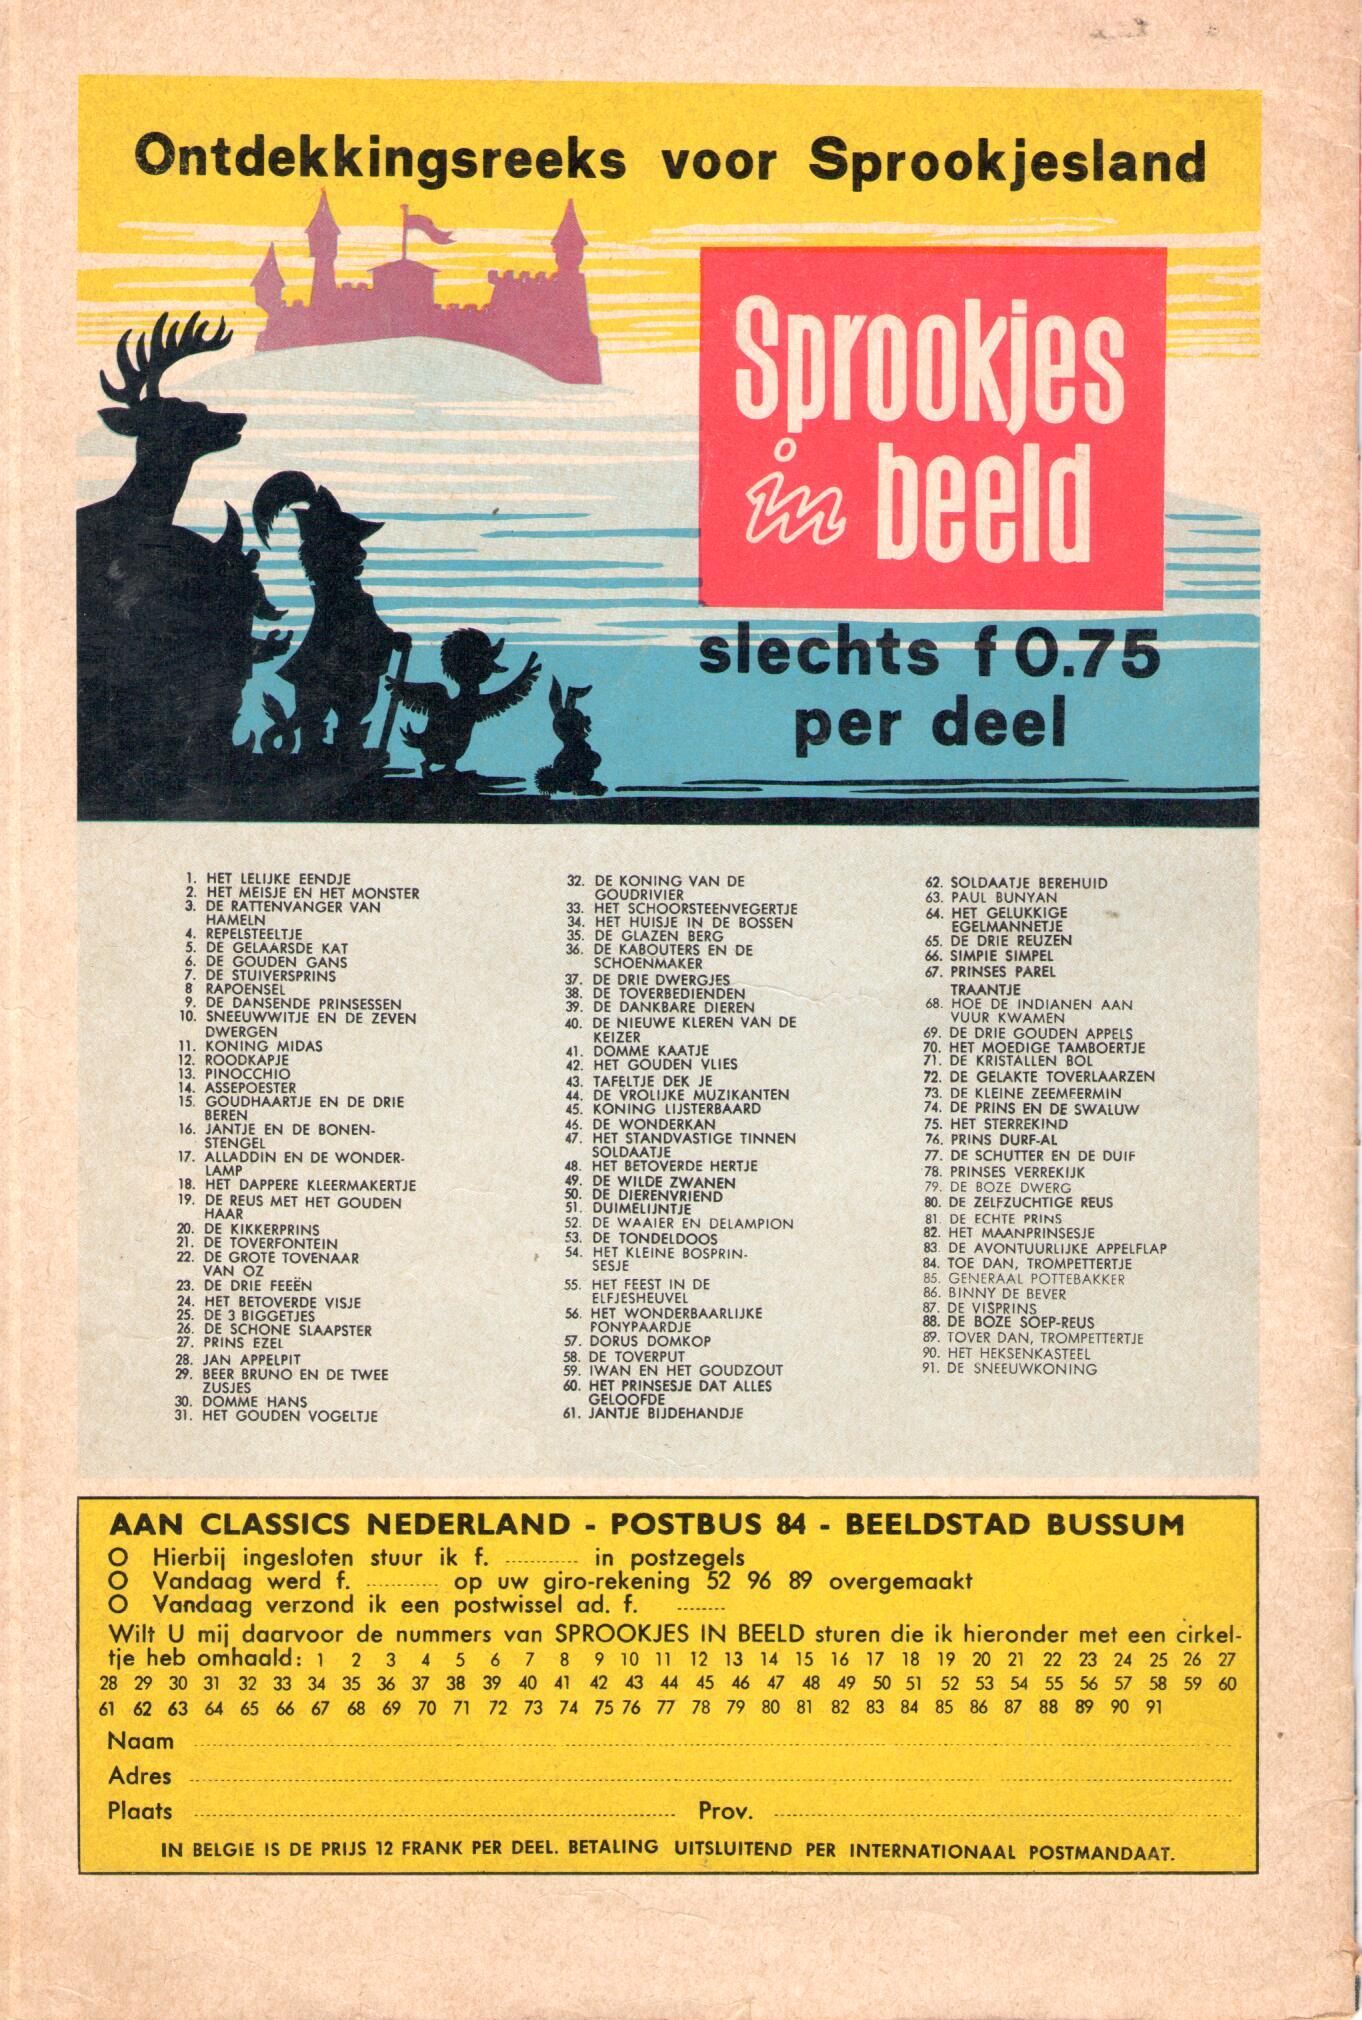 Ontdekkingsreeks voor Sprookjesland
Sprookjes
in beeld
slechts f 0.75
per deel
1. HET LELIJKE EENDJE
2. HET MEISJE EN HET MONSTER
3. DE RATTENVANGER VAN
HAMELN
4. REPELSTEELTJE
5. DE GELAARSDE KAT
6. DE GOUDEN GANS
7. DE STUIVERSPRINS
8 RAPOENSEL
9. DE DANSENDE PRINSESSEN
10. SNEEUWWITJE EN DE ZEVEN
DWERGEN
11. KONING MIDAS
12. ROODKAPJE
13. PINOCCHIO
14. ASSEPOESTER
15. GOUDHAARTJE EN DE DRIE
BEREN
16. JANTJE EN DE BONEN-
STENGEL
17. ALLADDIN EN DE WONDER-
LAMP
18. HET DAPPERE KLEERMAKERTJE
19. DE REUS MET HET GOUDEN
HAAR
20. DE KIKKERPRINS
21. DE TOVERFONTEIN
22. DE GROTE TOVENAAR
VAN OZ
23. DE DRIE FEEËN
24. HET BETOVERDE VISJE
25. DE 3 BIGGETJES
26. DE SCHONE SLAAPSTER
27. PRINS EZEL
28. JAN APPELPIT
29. BEER BRUNO EN DE TWEE
ZUSJES
30. DOMME HANS
31. HET GOUDEN VOGELTJE
32. DE KONING VAN DE
GOUDRIVIER
33. HET SCHOORSTEENVEGERTJE
34. HET HUISJE IN DE BOSSEN
35. DE GLAZEN BERG
36. DE KABOUTERS EN DE
SCHOENMAKER
37. DE DRIE DWERGJES
38. DE TOVERBEDIENDEN
39. DE DANKBARE DIEREN
40. DE NIEUWE KLEREN VAN DE
KEIZER
41. DOMME KAATJE
42. HET GOUDEN VLIES
43. TAFELTJE DEK JE
44. DE VROLIJKE MUZIKANTEN
45. KONING LIJSTERBAARD
46. DE WONDERKAN
47. HET STANDVASTIGE TINNEN
SOLDAATJE
48. HET BETOVERDE HERTJE
49. DE WILDE ZWANEN
50. DE DIERENVRIEND
51. DUIMELIJNTJE
52. DE WAAIER EN DELAMPION
53. DE TONDELDOOS
54. HET KLEINE BOSPRIN-
SESJE
55. HET FEEST IN DE
ELFJESHEUVEL
56. HET WONDERBAARLIJKE
PONYPAARDJE
57. DORUS DOMKOP
58. DE TOVERPUT
59. IWAN EN HET GOUDZOUT
60. HET PRINSESJE DAT ALLES
GELOOFDE
61. JANTJE BIJDEHANDJE
62. SOLDAATJE BEREHUID
63. PAUL BUNYAN
64. HET GELUKKIGE
EGELMANNETJE
65. DE DRIE REUZEN
66. SIMPIE SIMPEL
67. PRINSES PAREL
TRAANTJE
68. HOE DE INDIANEN AAN
VUUR KWAMEN
69. DE DRIE GOUDEN APPELS
70. HET MOEDIGE TAMBOERTJE
71. DE KRISTALLEN BOL
72. DE GELAKTE TOVERLAARZEN
73. DE KLEINE ZEEMFERMIN
74. DE PRINS EN DE SWALUW
75. HET STERREKIND
76. PRINS DURF-AL
77. DE SCHUTTER EN DE DUIF
78. PRINSES VERREKIJK
79. DE BOZE DWERG
80. DE ZELFZUCHTIGE REUS
81. DE ECHTE PRINS
82. HET MAANPRINSESJE
83. DE AVONTUURLIJKE APPELFLAP
84. TOE DAN, TROMPETTERTJE
85. GENERAAL POTTEBAKKER
86. BINNY DE BEVER
87. DE VISPRINS
88. DE BOZE SOEP-REUS
89. TOVER DAN, TROMPETTERTJE
90. HET HEKSENKASTEEL
91. DE SNEEUWKONING
AAN CLASSICS NEDERLAND - POSTBUS 84 - BEELDSTAD BUSSUM
O Hierbij ingesloten stuur ik f. ........... in postzegels
O Vandaag werd f. ........... op uw giro-rekening 52 96 89 overgemaakt
O Vandaag verzond ik een postwissel ad. f. ........
Wilt U mij daarvoor de nummers van SPROOKJES IN BEELD sturen die ik hieronder met een cirkel-
tje heb omhaald: 1 2 3 4 5 6 7 8 9 10 11 12 13 14 15 16 17 18 19 20 21 22 23 24 25 26 27
28 29 30 31 32 33 34 35 36 37 38 39 40 41 42 43 44 45 46 47 48 49 50 51 52 53 54 55 56 57 58 59 60
61 62 63 64 65 66 67 68 69 70 71 72 73 74 75 76 77 78 79 80 81 82 83 84 85 86 87 88 89 90 91
Naam
Adres
Plaats Prov.
IN BELGIE IS DE PRIJS 12 FRANK PER DEEL. BETALING UITSLUITEND PER INTERNATIONAAL POSTMANDAAT.